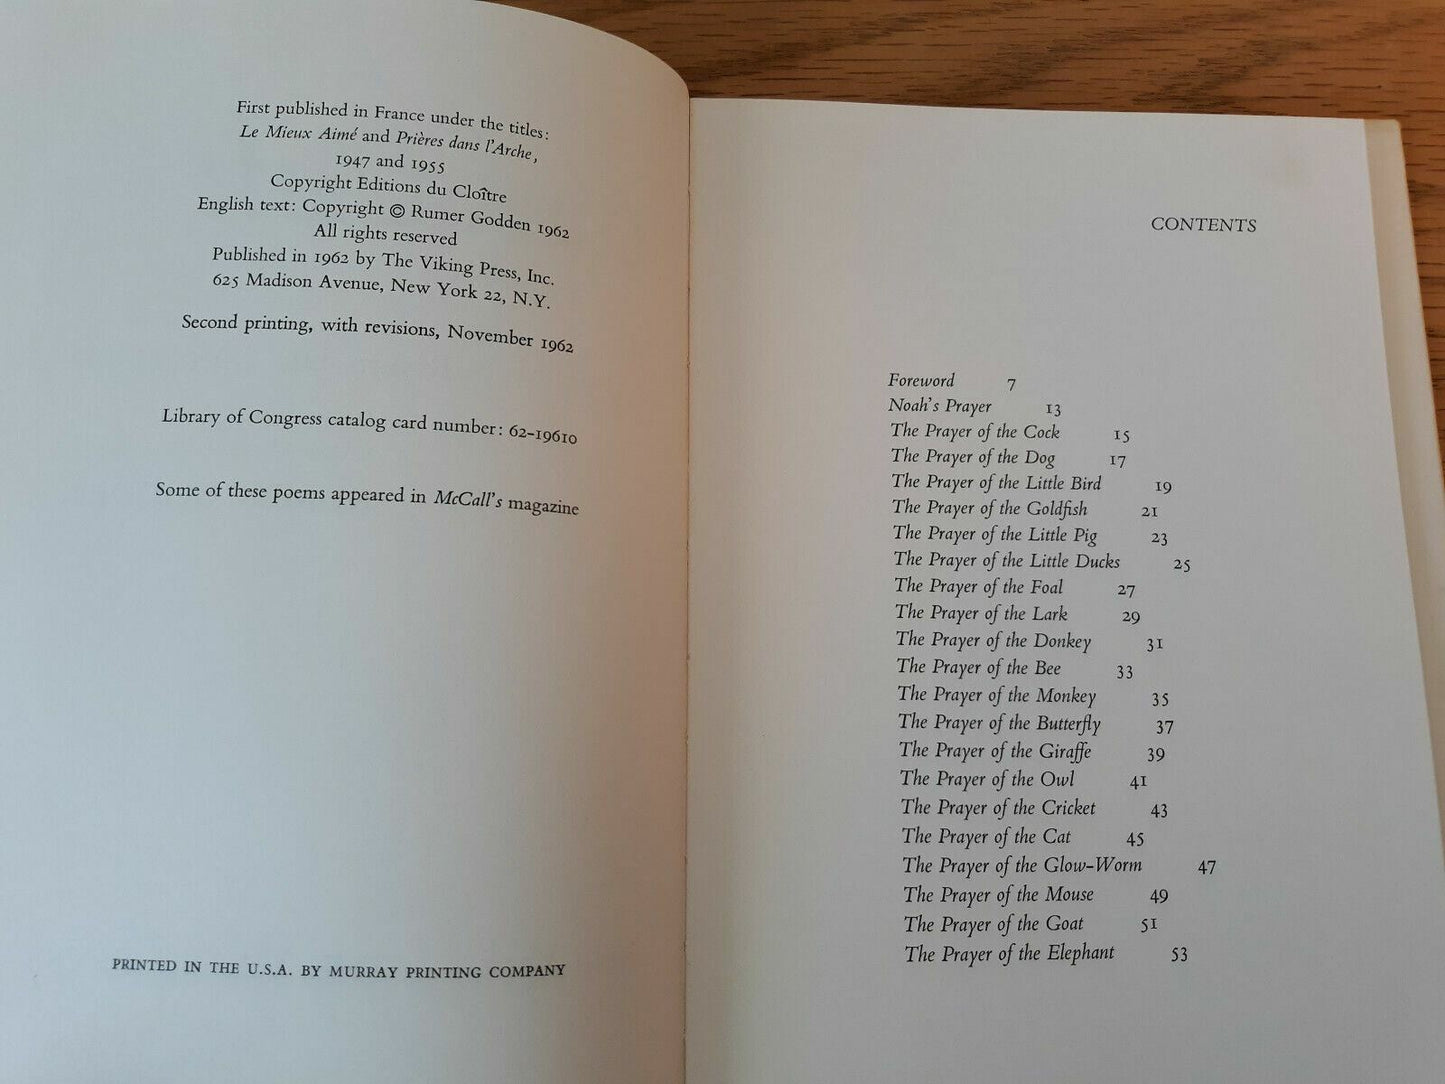 First published in France under the titles:
Le Mieux Aimé and Prières dans l'Arche,
1947 and 1955
Copyright Editions du Cloître
English text: Copyright © Rumer Godden 1962
All rights reserved
Published in 1962 by The Viking Press, Inc.
625 Madison Avenue, New York 22, N.Y.
Second printing, with revisions, November 1962
Library of Congress catalog card number: 62-19610
Some of these poems appeared in McCall's magazine
PRINTED IN THE U.S.A. BY MURRAY PRINTING COMPANY
CONTENTS
Foreword 7
Noah's Prayer 13
The Prayer of the Cock 15
The Prayer of the Dog 17
The Prayer of the Little Bird 19
The Prayer of the Goldfish 21
The Prayer of the Little Pig 23
The Prayer of the Little Ducks 25
The Prayer of the Foal 27
The Prayer of the Lark 29
The Prayer of the Donkey 31
The Prayer of the Bee 33
The Prayer of the Monkey 35
The Prayer of the Butterfly 37
The Prayer of the Giraffe 39
The Prayer of the Owl 41
The Prayer of the Cricket 43
The Prayer of the Cat 45
The Prayer of the Glow-Worm 47
The Prayer of the Mouse 49
The Prayer of the Goat 51
The Prayer of the Elephant 53